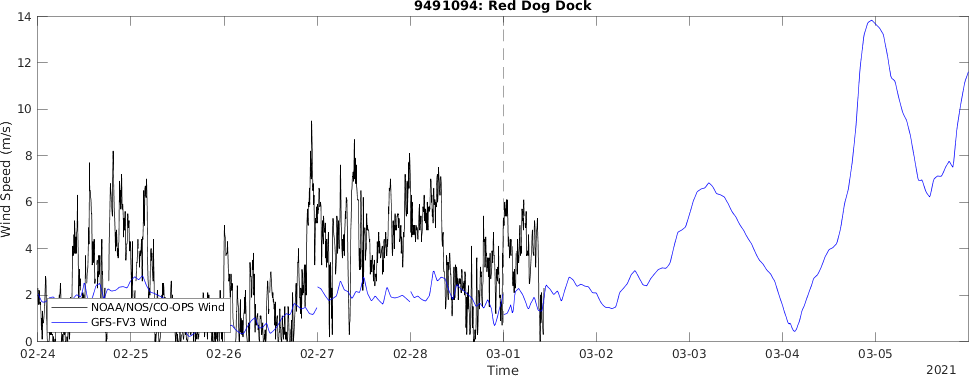 9491094: Red Dog Dock
14
12
10
8
6
4
2
0
Wind Speed (m/s)
NOAA/NOS/CO-OPS Wind
GFS-FV3 Wind
02-24 02-25 02-26 02-27 02-28 03-01 03-02 03-03 03-04 03-05
Time
2021